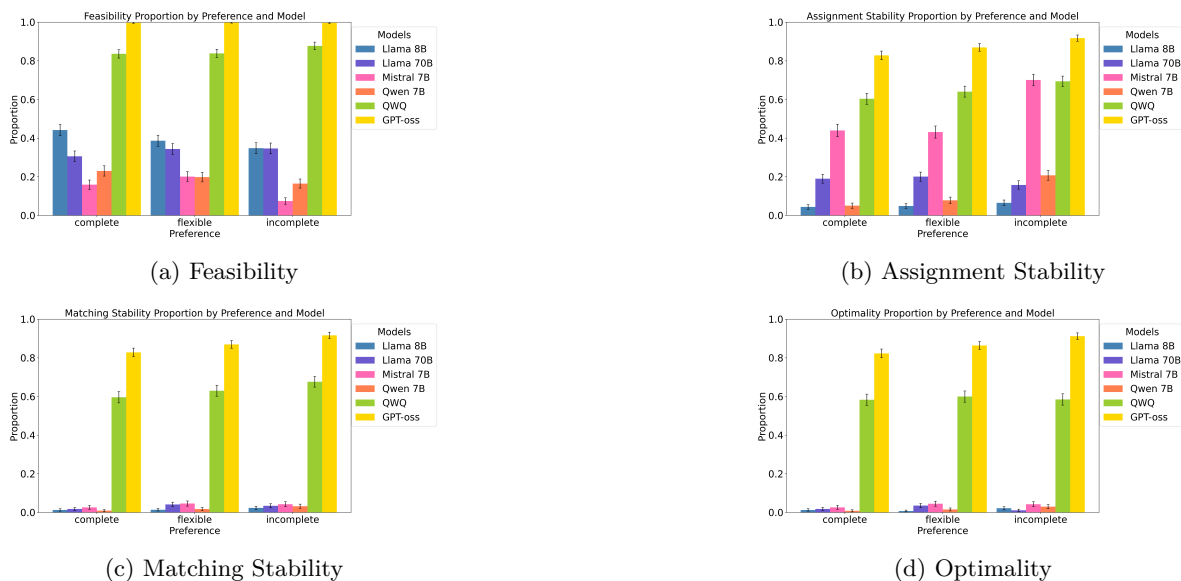 Feasibility Proportion by Preference and Model
1.0
0.8
0.6
0.4
0.2
0.0
Proportion
complete
flexible
incomplete
Preference
Models
Llama 8B
Llama 70B
Mistral 7B
Qwen 7B
QWQ
GPT-oss
(a) Feasibility
Assignment Stability Proportion by Preference and Model
1.0
0.8
0.6
0.4
0.2
0.0
Proportion
complete
flexible
incomplete
Preference
Models
Llama 8B
Llama 70B
Mistral 7B
Qwen 7B
QWQ
GPT-oss
(b) Assignment Stability
Matching Stability Proportion by Preference and Model
1.0
0.8
0.6
0.4
0.2
0.0
Proportion
complete
flexible
incomplete
Preference
Models
Llama 8B
Llama 70B
Mistral 7B
Qwen 7B
QWQ
GPT-oss
(c) Matching Stability
Optimality Proportion by Preference and Model
1.0
0.8
0.6
0.4
0.2
0.0
Proportion
complete
flexible
incomplete
Preference
Models
Llama 8B
Llama 70B
Mistral 7B
Qwen 7B
QWQ
GPT-oss
(d) Optimality